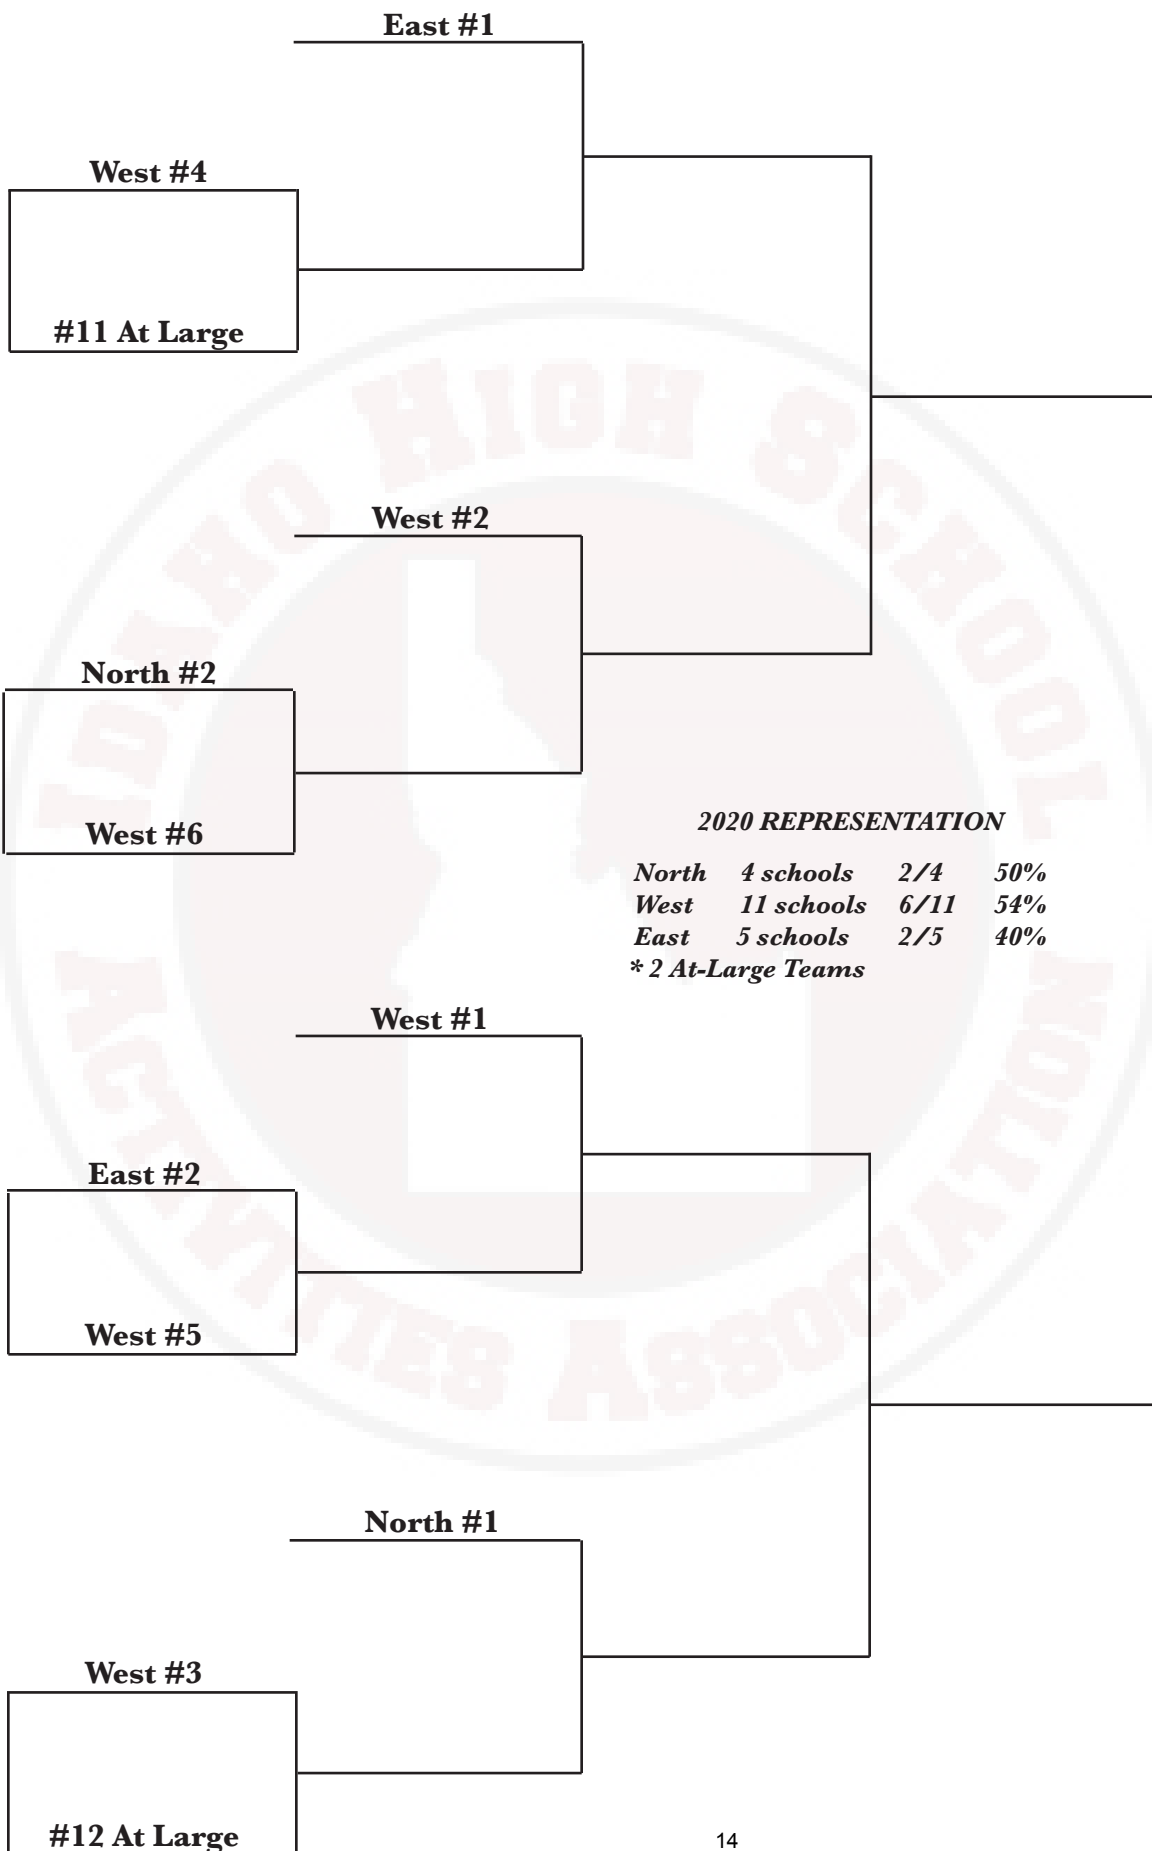 East #1
West #4
#11 At Large
West #2
North #2
West #6
2020 REPRESENTATION
North 4 schools 2/4 50%
West 11 schools 6/11 54%
East 5 schools 2/5 40%
* 2 At-Large Teams
West #1
East #2
West #5
North #1
West #3
#12 At Large
14
IDAHO HIGH SCHOOL
ACTIVITIES ASSOCIATION